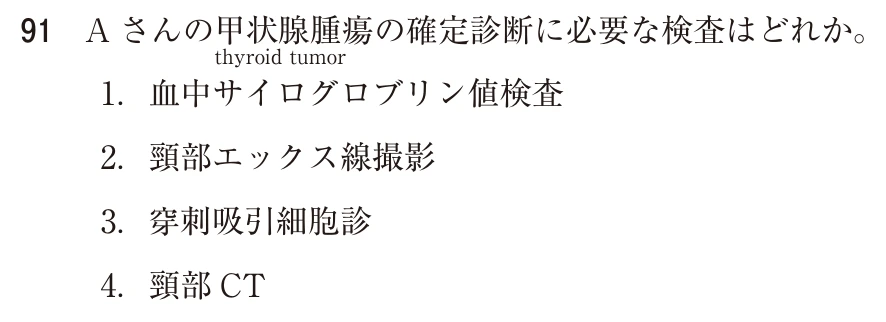 91 Aさんの甲状腺腫瘍の確定診断に必要な検査はどれか。
thyroid tumor
1. 血中サイログロブリン値検査
2. 頸部エックス線撮影
3. 穿刺吸引細胞診
4. 頸部CT